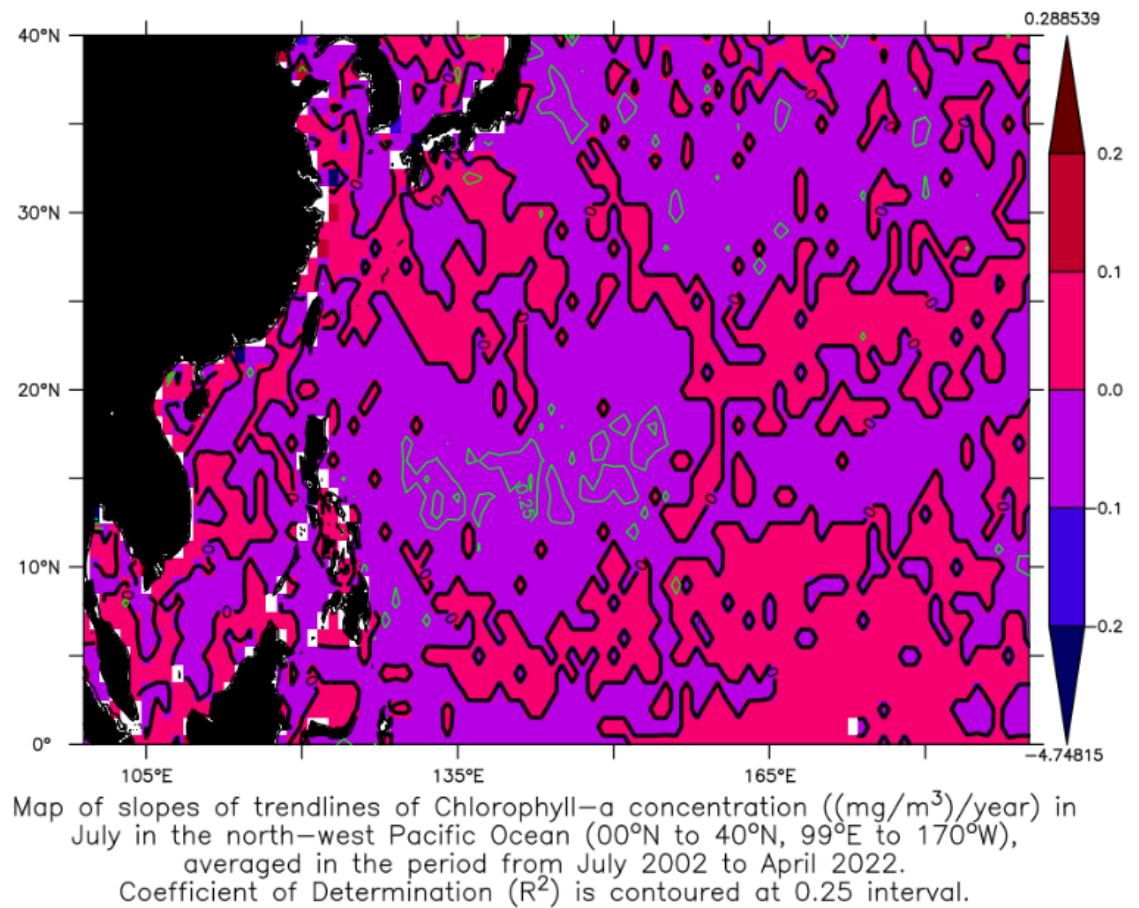 0.288539
40°N
30°N
20°N
10°N
0°
105°E
135°E
165°E
0.2
0.1
0.0
−0.1
−0.2
−4.74815
0.25
Map of slopes of trendlines of Chlorophyll−a concentration ((mg/m³)/year) in
July in the north−west Pacific Ocean (00°N to 40°N, 99°E to 170°W),
averaged in the period from July 2002 to April 2022.
Coefficient of Determination (R²) is contoured at 0.25 interval.